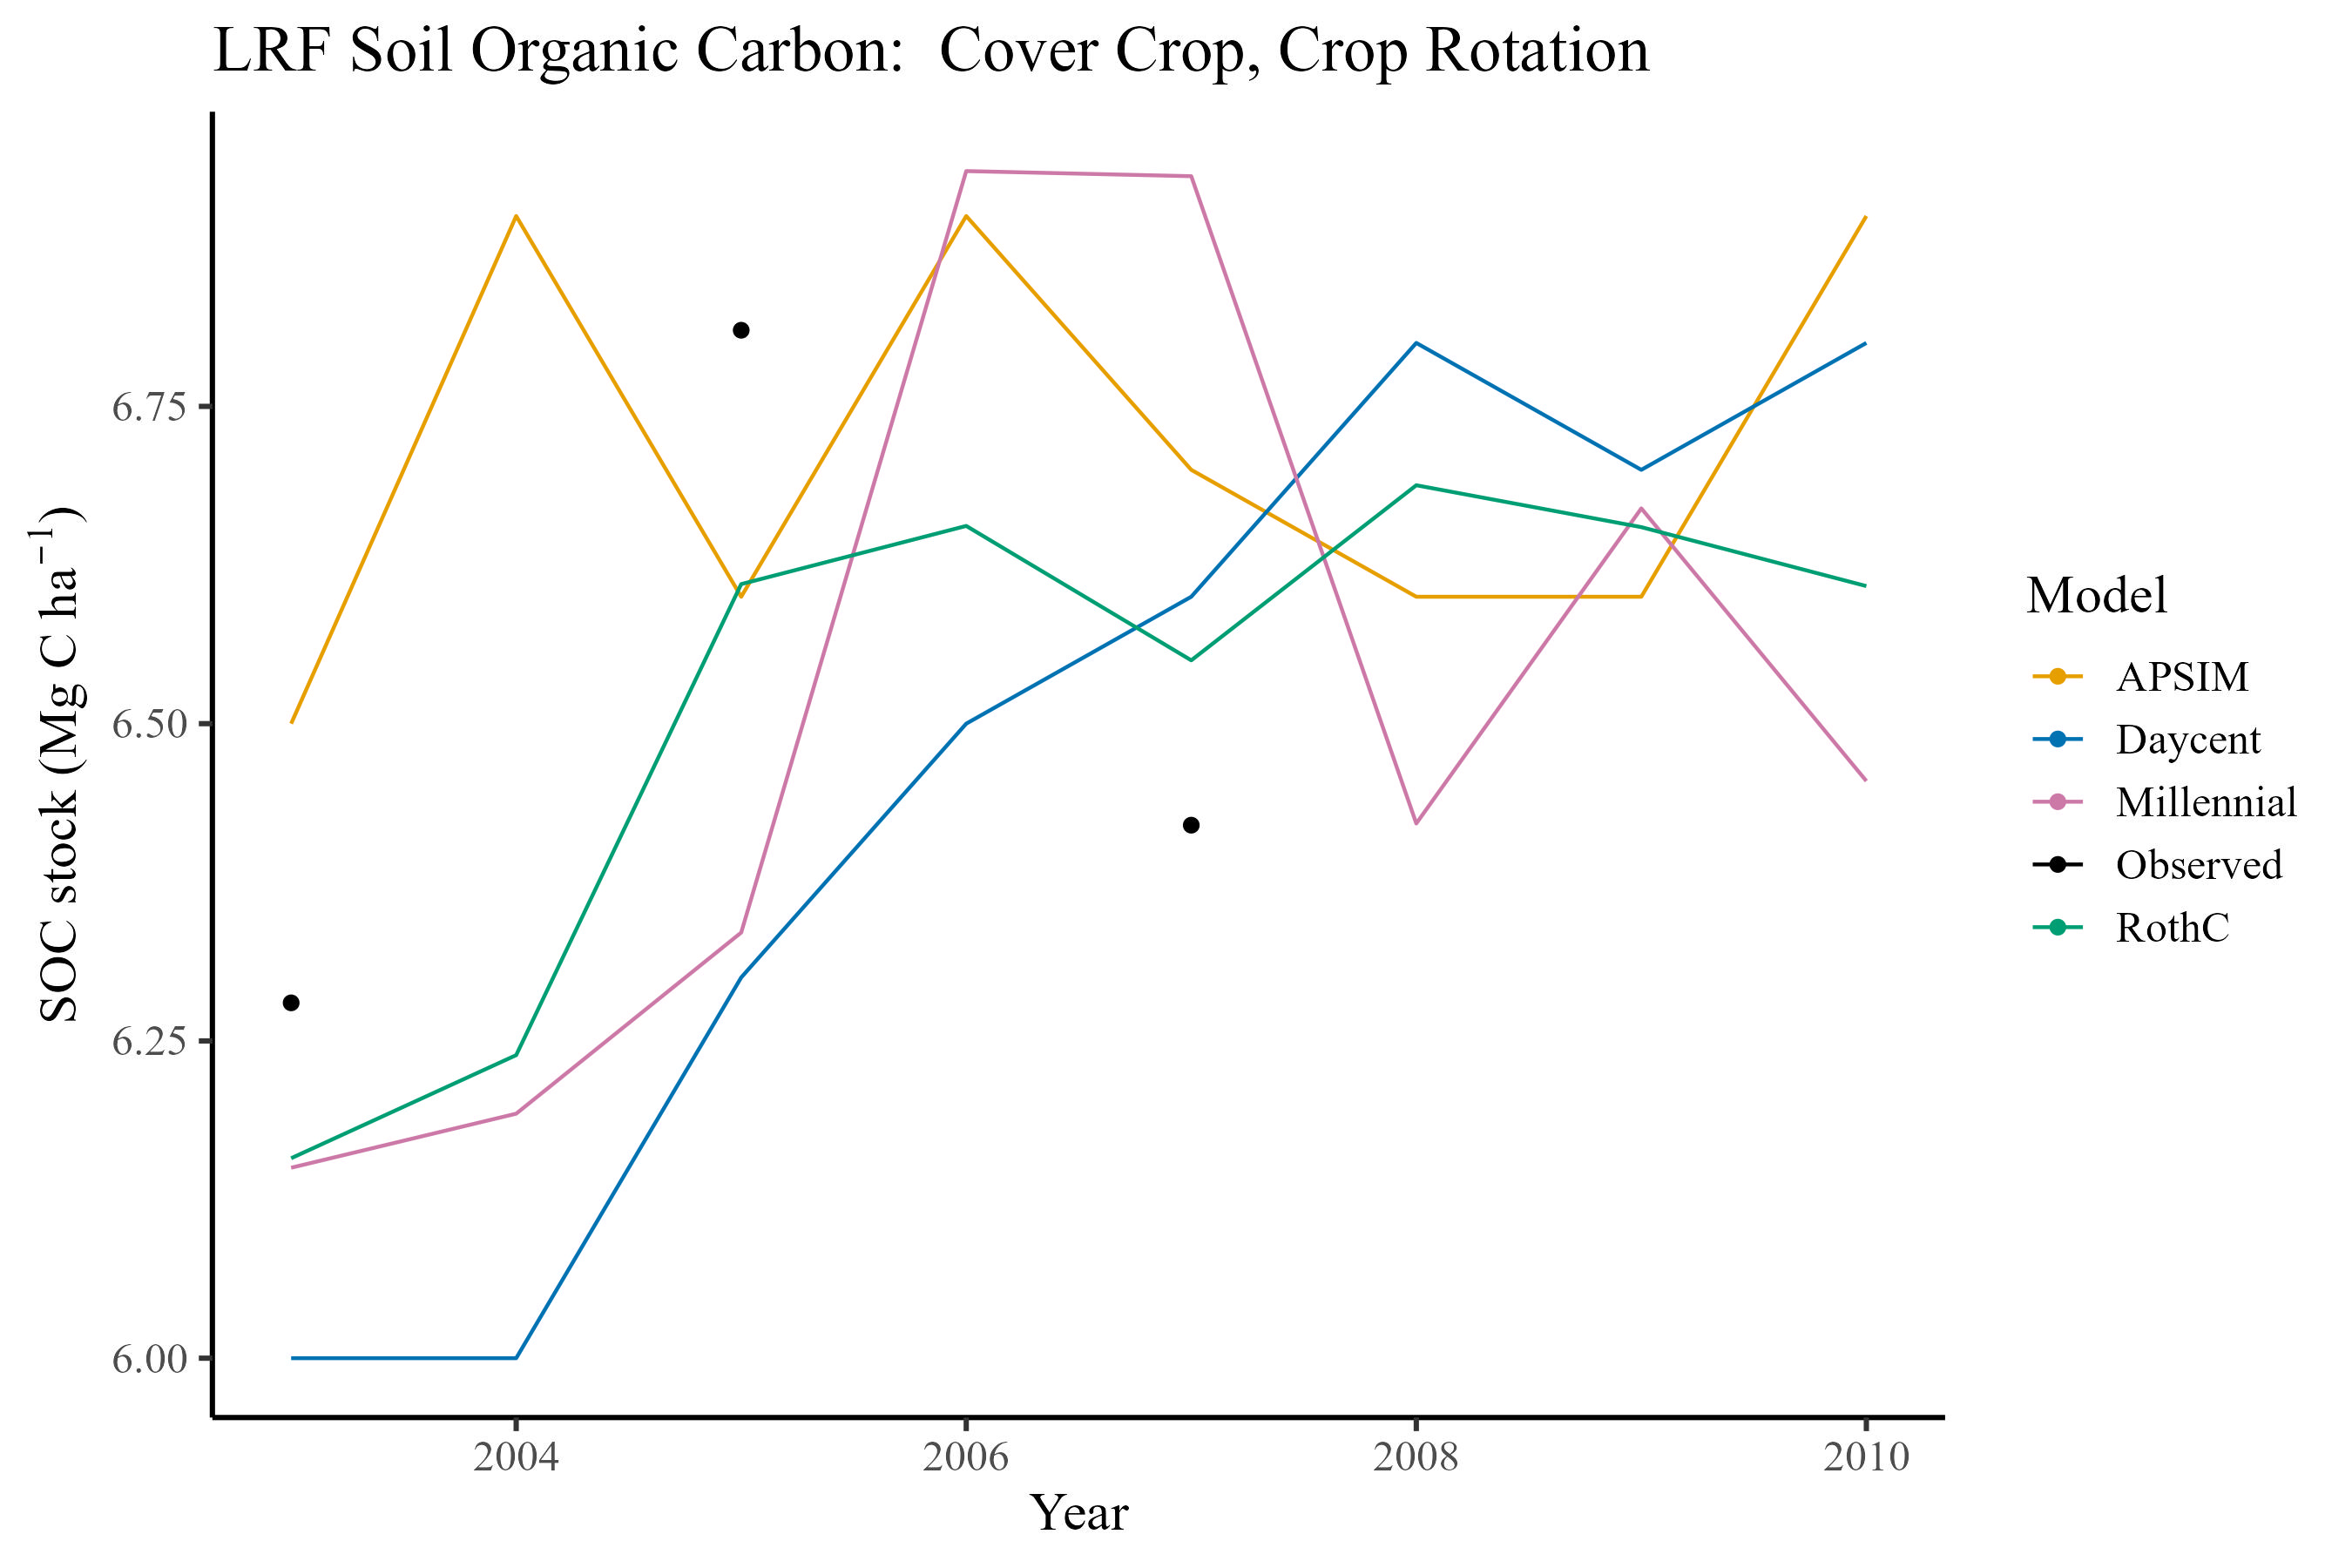 LRF Soil Organic Carbon:  Cover Crop, Crop Rotation
SOC stock (Mg C ha⁻¹)
6.75
6.50
6.25
6.00
2004
2006
2008
2010
Year
Model
APSIM
Daycent
Millennial
Observed
RothC